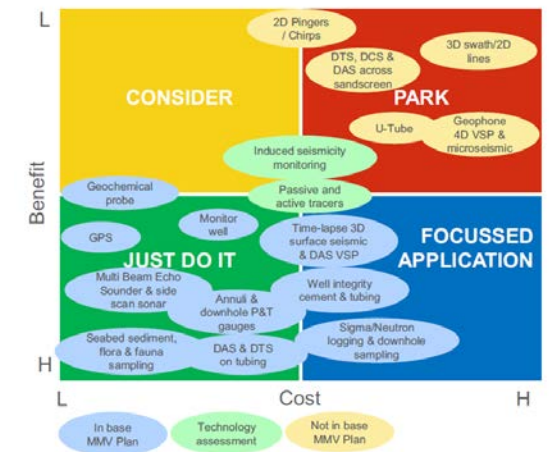 L
2D Pingers
/ Chirps
DTS, DCS &
DAS across
sandscreen
3D swath/2D
lines
CONSIDER
PARK
U-Tube
Geophone
4D VSP &
microseismic
Induced seismicity
monitoring
Benefit
Geochemical
probe
Passive and
active tracers
GPS
Monitor
well
Time-lapse 3D
surface seismic
& DAS VSP
FOCUSSED
APPLICATION
JUST DO IT
Multi Beam Echo
Sounder & side
scan sonar
Annuli &
downhole P&T
gauges
Well integrity
cement & tubing
Seabed sediment,
flora & fauna
sampling
DAS & DTS
on tubing
Sigma/Neutron
logging & downhole
sampling
H
L
Cost
H
In base
MMV Plan
Technology
assessment
Not in base
MMV Plan